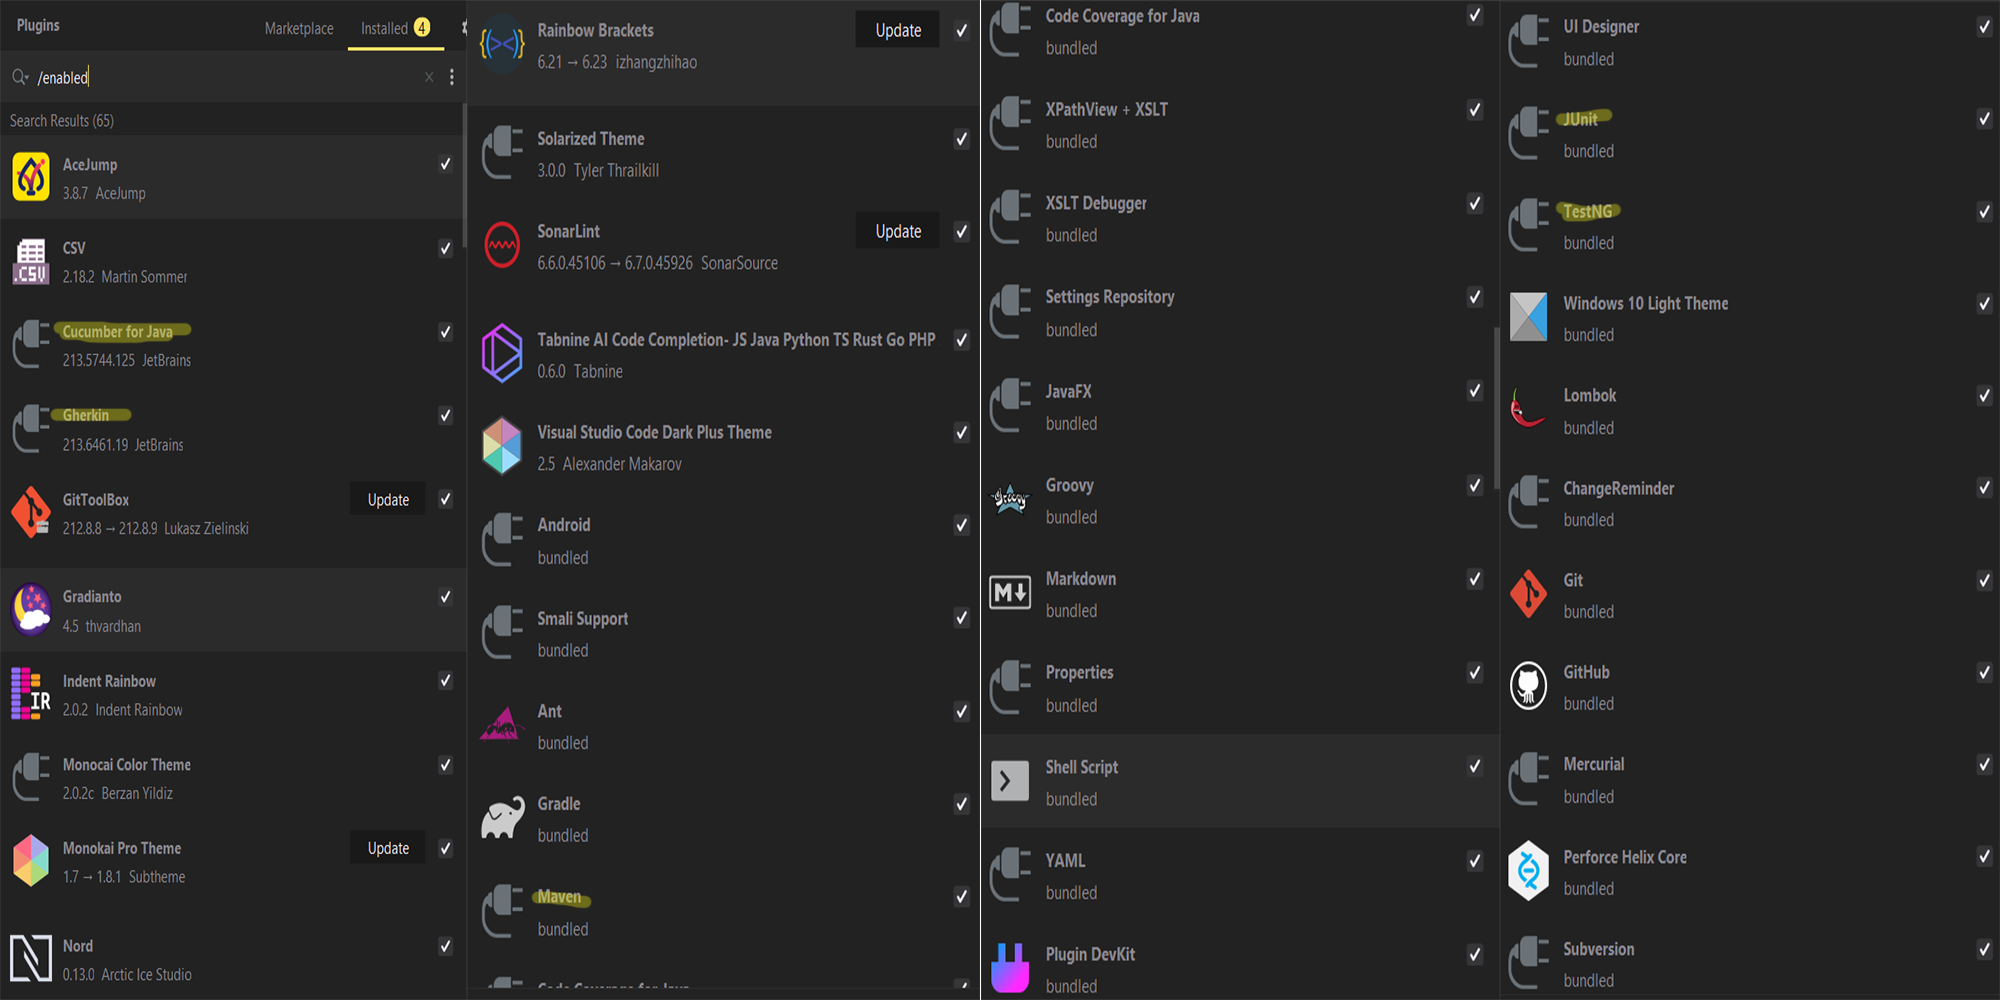 Plugins
Marketplace
Installed 4
/enabled
Search Results (65)
AceJump
3.8.7 AceJump
CSV
2.18.2 Martin Sommer
.CSV
Cucumber for Java
213.5744.125 JetBrains
Gherkin
213.6461.19 JetBrains
GitToolBox
Update
212.8.8 → 212.8.9 Lukasz Zielinski
Gradianto
4.5 thvardhan
Indent Rainbow
IR
2.0.2 Indent Rainbow
Monocai Color Theme
2.0.2c Berzan Yildiz
Monokai Pro Theme
Update
1.7 → 1.8.1 Subtheme
Nord
0.13.0 Arctic Ice Studio
Rainbow Brackets
Update
6.21 → 6.23 izhangzhihao
Solarized Theme
3.0.0 Tyler Thrailkill
SonarLint
Update
6.6.0.45106 → 6.7.0.45926 SonarSource
Tabnine AI Code Completion- JS Java Python TS Rust Go PHP
0.6.0 Tabnine
Visual Studio Code Dark Plus Theme
2.5 Alexander Makarov
Android
bundled
Smali Support
bundled
Ant
bundled
Gradle
bundled
Maven
bundled
Code Coverage for Java
Code Coverage for Java
bundled
XPathView + XSLT
bundled
XSLT Debugger
bundled
Settings Repository
bundled
JavaFX
bundled
Groovy
Groovy
bundled
Markdown
M
bundled
Properties
bundled
Shell Script
bundled
YAML
bundled
Plugin DevKit
bundled
UI Designer
bundled
JUnit
bundled
TestNG
bundled
Windows 10 Light Theme
bundled
Lombok
bundled
ChangeReminder
bundled
Git
bundled
GitHub
bundled
Mercurial
bundled
Perforce Helix Core
bundled
Subversion
bundled